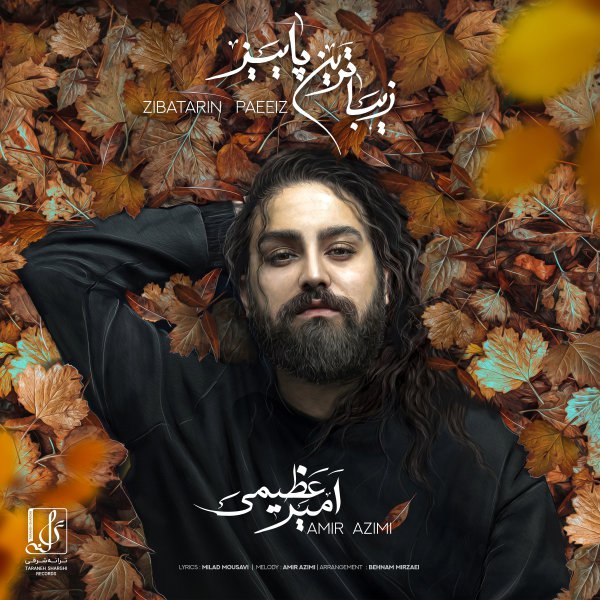 زیباترین پاییز
ZIBATARIN PAEEIZ
امیر عظیمی
AMIR AZIMI
ترانه شرقی
TARANEH SHARGHI
RECORDS
LYRICS : MILAD MOUSAVI | MELODY : AMIR AZIMI | ARRANGEMENT : BEHNAM MIRZAEI